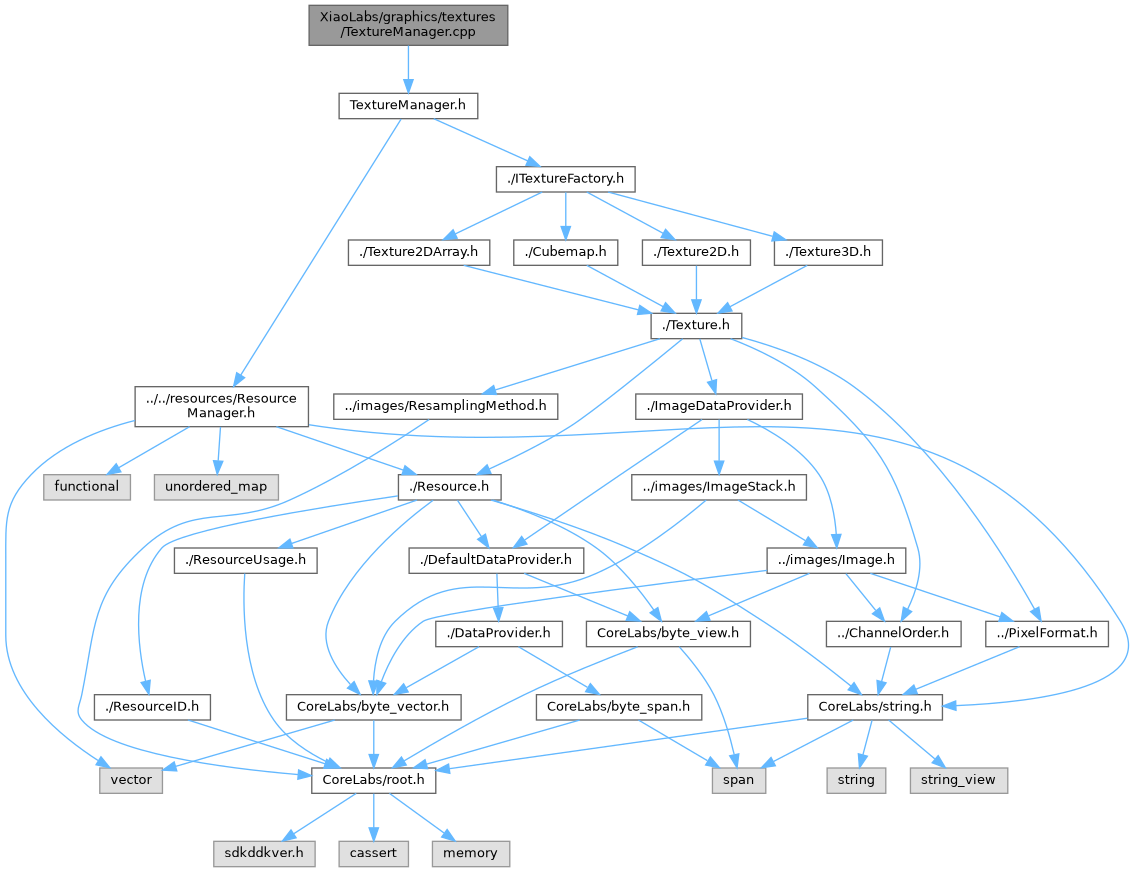 XiaoLabs/graphics/textures
/TextureManager.cpp
TextureManager.h
./ITextureFactory.h
./Texture2DArray.h
./Cubemap.h
./Texture2D.h
./Texture3D.h
./Texture.h
../../resources/Resource
Manager.h
../images/ResamplingMethod.h
./ImageDataProvider.h
functional
unordered_map
./Resource.h
../images/ImageStack.h
./ResourceUsage.h
./DefaultDataProvider.h
../images/Image.h
./DataProvider.h
CoreLabs/byte_view.h
../ChannelOrder.h
../PixelFormat.h
./ResourceID.h
CoreLabs/byte_vector.h
CoreLabs/byte_span.h
CoreLabs/string.h
vector
CoreLabs/root.h
span
string
string_view
sdkddkver.h
cassert
memory